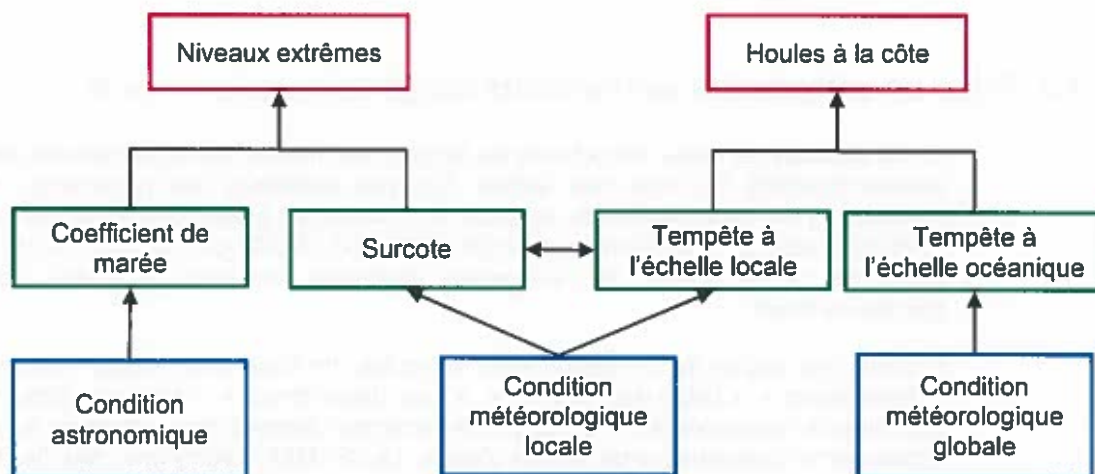 Niveaux extrêmes
Houles à la côte
Coefficient de
marée
Surcote
Tempête à
l'échelle locale
Tempête à
l'échelle océanique
Condition
astronomique
Condition
météorologique
locale
Condition
météorologique
globale